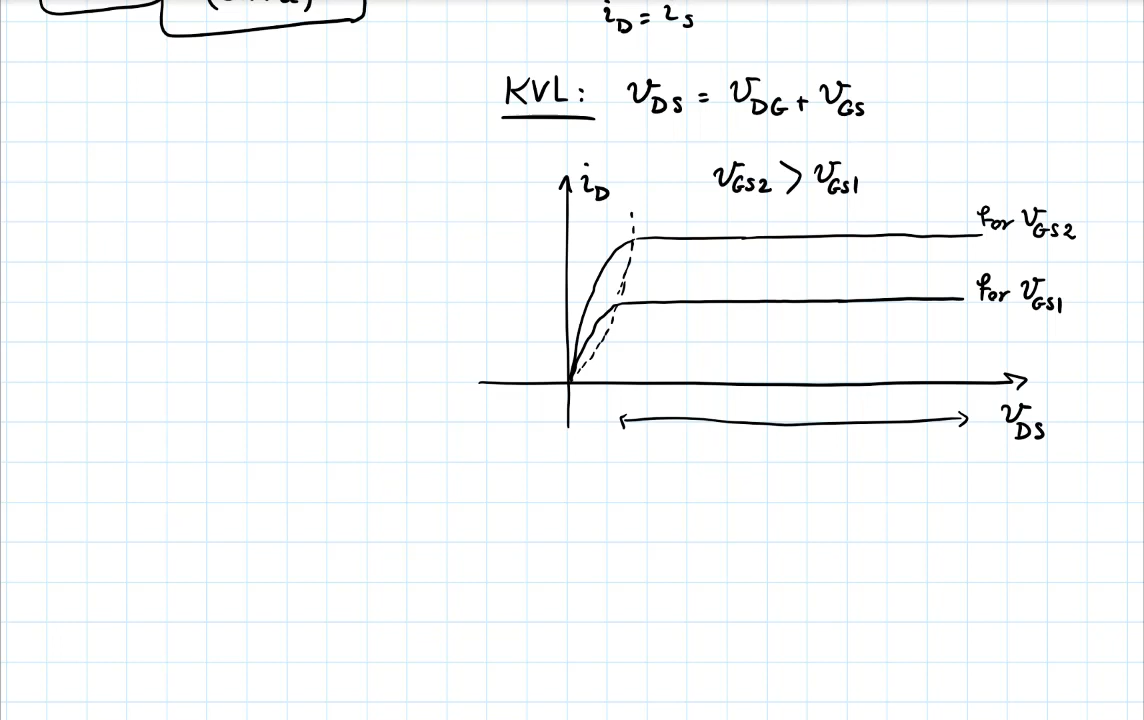 i_D = i_S
KVL: v_DS = v_DG + v_GS
i_D
v_GS2 > v_GS1
for v_GS2
for v_GS1
v_DS